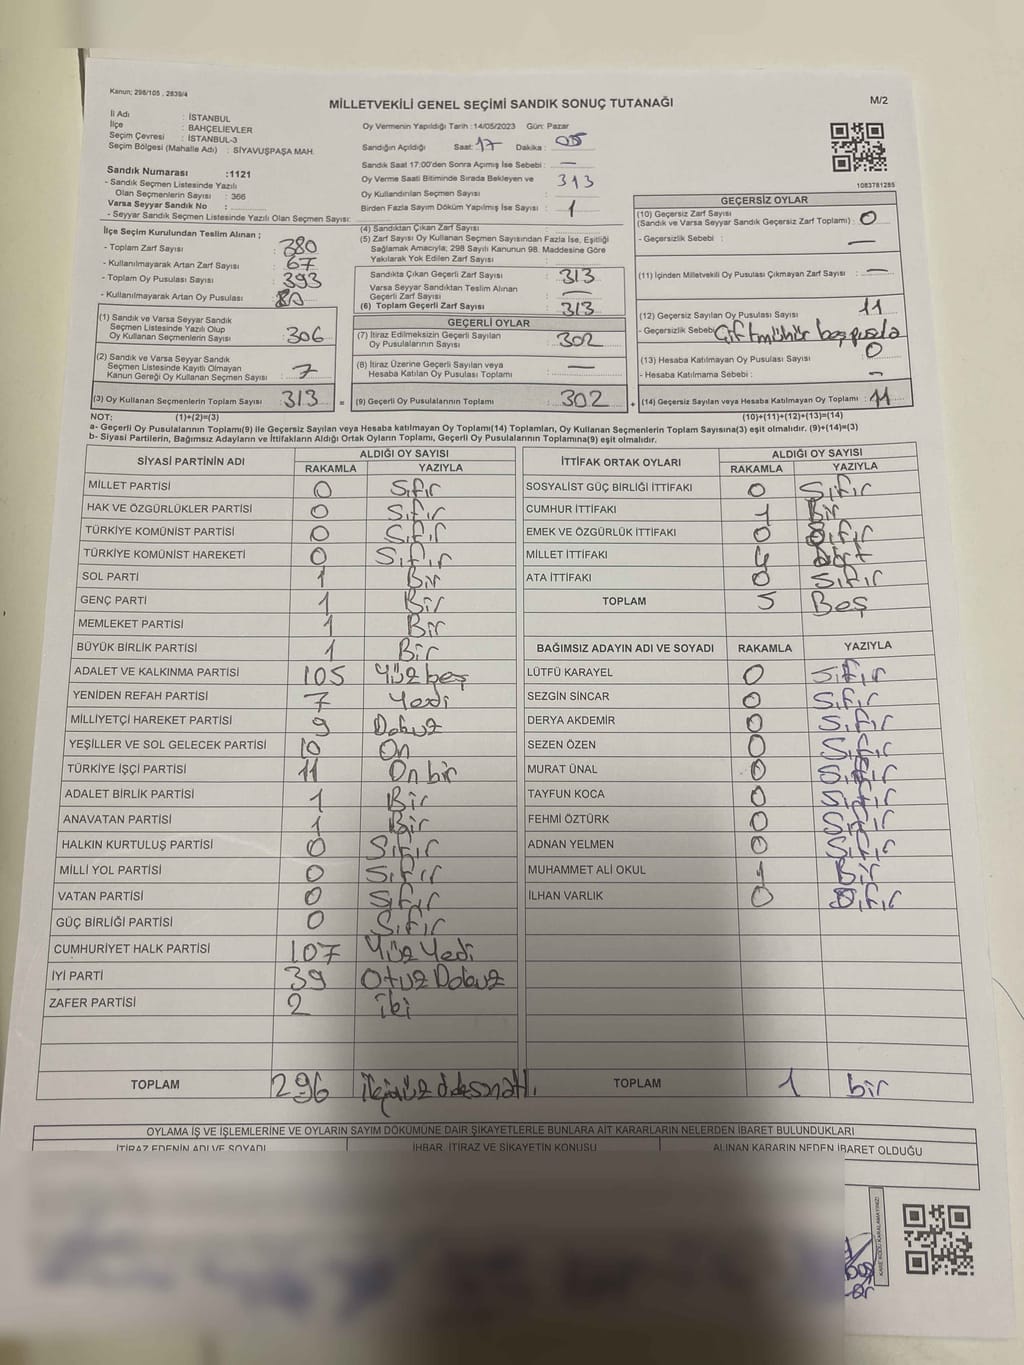 Kanun; 298/105 , 2839/4
MİLLETVEKİLİ GENEL SEÇİMİ SANDIK SONUÇ TUTANAĞI
M/2
İl Adı : İSTANBUL
İlçe : BAHÇELİEVLER
Seçim Çevresi : İSTANBUL-3
Seçim Bölgesi (Mahalle Adı) : SİYAVUŞPAŞA MAH.
Sandık Numarası :1121
- Sandık Seçmen Listesinde Yazılı
Olan Seçmenlerin Sayısı : 366
Varsa Seyyar Sandık No :
- Seyyar Sandık Seçmen Listesinde Yazılı Olan Seçmen Sayısı:
Oy Vermenin Yapıldığı Tarih :14/05/2023 Gün: Pazar
Sandığın Açıldığı Saat: 17 Dakika : 05
Sandık Saat 17:00'den Sonra Açımış İse Sebebi : —
Oy Verme Saati Bitiminde Sırada Bekleyen ve
Oy Kullandırılan Seçmen Sayısı : 313
Birden Fazla Sayım Döküm Yapılmış İse Sayısı : 1
1083781285
İlçe Seçim Kurulundan Teslim Alınan ;
- Toplam Zarf Sayısı : 380
- Kullanılmayarak Artan Zarf Sayısı : 67
- Toplam Oy Pusulası Sayısı : 393
- Kullanılmayarak Artan Oy Pusulası : 80
(1) Sandık ve Varsa Seyyar Sandık
Seçmen Listesinde Yazılı Olup
Oy Kullanan Seçmenlerin Sayısı : 306
(2) Sandık ve Varsa Seyyar Sandık
Seçmen Listesinde Kayıtlı Olmayan
Kanun Gereği Oy Kullanan Seçmen Sayısı : 7
(3) Oy Kullanan Seçmenlerin Toplam Sayısı : 313
(4) Sandıktan Çıkan Zarf Sayısı :
(5) Zarf Sayısı Oy Kullanan Seçmen Sayısından Fazla İse, Eşitliği
Sağlamak Amacıyla; 298 Sayılı Kanunun 98. Maddesine Göre
Yakılarak Yok Edilen Zarf Sayısı :
Sandıkta Çıkan Geçerli Zarf Sayısı : 313
Varsa Seyyar Sandıktan Teslim Alınan
Geçerli Zarf Sayısı : —
(6) Toplam Geçerli Zarf Sayısı : 313
GEÇERLİ OYLAR
(7) İtiraz Edilmeksizin Geçerli Sayılan
Oy Pusulalarının Sayısı : 302
(8) İtiraz Üzerine Geçerli Sayılan veya
Hesaba Katılan Oy Pusulası Toplamı : —
= (9) Geçerli Oy Pusulalarının Toplamı : 302
GEÇERSİZ OYLAR
(10) Geçersiz Zarf Sayısı
(Sandık ve Varsa Seyyar Sandık Geçersiz Zarf Toplamı) : 0
- Geçersizlik Sebebi : —
(11) İçinden Milletvekili Oy Pusulası Çıkmayan Zarf Sayısı : —
(12) Geçersiz Sayılan Oy Pusulası Sayısı : 11
- Geçersizlik Sebebi Çift mühür boş pusula
(13) Hesaba Katılmayan Oy Pusulası Sayısı : 0
- Hesaba Katılmama Sebebi : -
+ (14) Geçersiz Sayılan veya Hesaba Katılmayan Oy Toplamı : 11
NOT: (1)+(2)=(3) (10)+(11)+(12)+(13)=(14)
a- Geçerli Oy Pusulalarının Toplamı(9) ile Geçersiz Sayılan veya Hesaba katılmayan Oy Toplamı(14) Toplamları, Oy Kullanan Seçmenlerin Toplam Sayısına(3) eşit olmalıdır. (9)+(14)=(3)
b- Siyasi Partilerin, Bağımsız Adayların ve İttifakların Aldığı Ortak Oyların Toplamı, Geçerli Oy Pusulalarının Toplamına(9) eşit olmalıdır.
SİYASİ PARTİNİN ADI ALDIĞI OY SAYISI
RAKAMLA YAZIYLA
MİLLET PARTİSİ 0 Sıfır
HAK VE ÖZGÜRLÜKLER PARTİSİ 0 Sıfır
TÜRKİYE KOMÜNİST PARTİSİ 0 Sıfır
TÜRKİYE KOMÜNİST HAREKETİ 0 Sıfır
SOL PARTİ 1 Bir
GENÇ PARTİ 1 Bir
MEMLEKET PARTİSİ 1 Bir
BÜYÜK BİRLİK PARTİSİ 1 Bir
ADALET VE KALKINMA PARTİSİ 105 Yüz beş
YENİDEN REFAH PARTİSİ 7 Yedi
MİLLİYETÇİ HAREKET PARTİSİ 9 Dokuz
YEŞİLLER VE SOL GELECEK PARTİSİ 10 On
TÜRKİYE İŞÇİ PARTİSİ 11 On bir
ADALET BİRLİK PARTİSİ 1 Bir
ANAVATAN PARTİSİ 1 Bir
HALKIN KURTULUŞ PARTİSİ 0 Sıfır
MİLLİ YOL PARTİSİ 0 Sıfır
VATAN PARTİSİ 0 Sıfır
GÜÇ BİRLİĞİ PARTİSİ 0 Sıfır
CUMHURİYET HALK PARTİSİ 107 Yüz Yedi
İYİ PARTİ 39 Otuz Dokuz
ZAFER PARTİSİ 2 İki
TOPLAM 296
İTTİFAK ORTAK OYLARI ALDIĞI OY SAYISI
RAKAMLA YAZIYLA
SOSYALİST GÜÇ BİRLİĞİ İTTİFAKI 0 Sıfır
CUMHUR İTTİFAKI 1 Bir
EMEK VE ÖZGÜRLÜK İTTİFAKI 0 Sıfır
MİLLET İTTİFAKI 4 Dört
ATA İTTİFAKI 0 Sıfır
TOPLAM 5 Beş
BAĞIMSIZ ADAYIN ADI VE SOYADI RAKAMLA YAZIYLA
LÜTFÜ KARAYEL 0 Sıfır
SEZGİN SİNCAR 0 Sıfır
DERYA AKDEMİR 0 Sıfır
SEZEN ÖZEN 0 Sıfır
MURAT ÜNAL 0 Sıfır
TAYFUN KOCA 0 Sıfır
FEHMİ ÖZTÜRK 0 Sıfır
ADNAN YELMEN 0 Sıfır
MUHAMMET ALİ OKUL 1 Bir
İLHAN VARLIK 0 Sıfır
TOPLAM 1 bir
OYLAMA İŞ VE İŞLEMLERİNE VE OYLARIN SAYIM DÖKÜMÜNE DAİR ŞİKAYETLERLE BUNLARA AİT KARARLARIN NELERDEN İBARET BULUNDUKLARI
İTİRAZ EDENİN ADI VE SOYADI İHBAR, İTİRAZ VE ŞİKAYETİN KONUSU ALINAN KARARIN NEDEN İBARET OLDUĞU